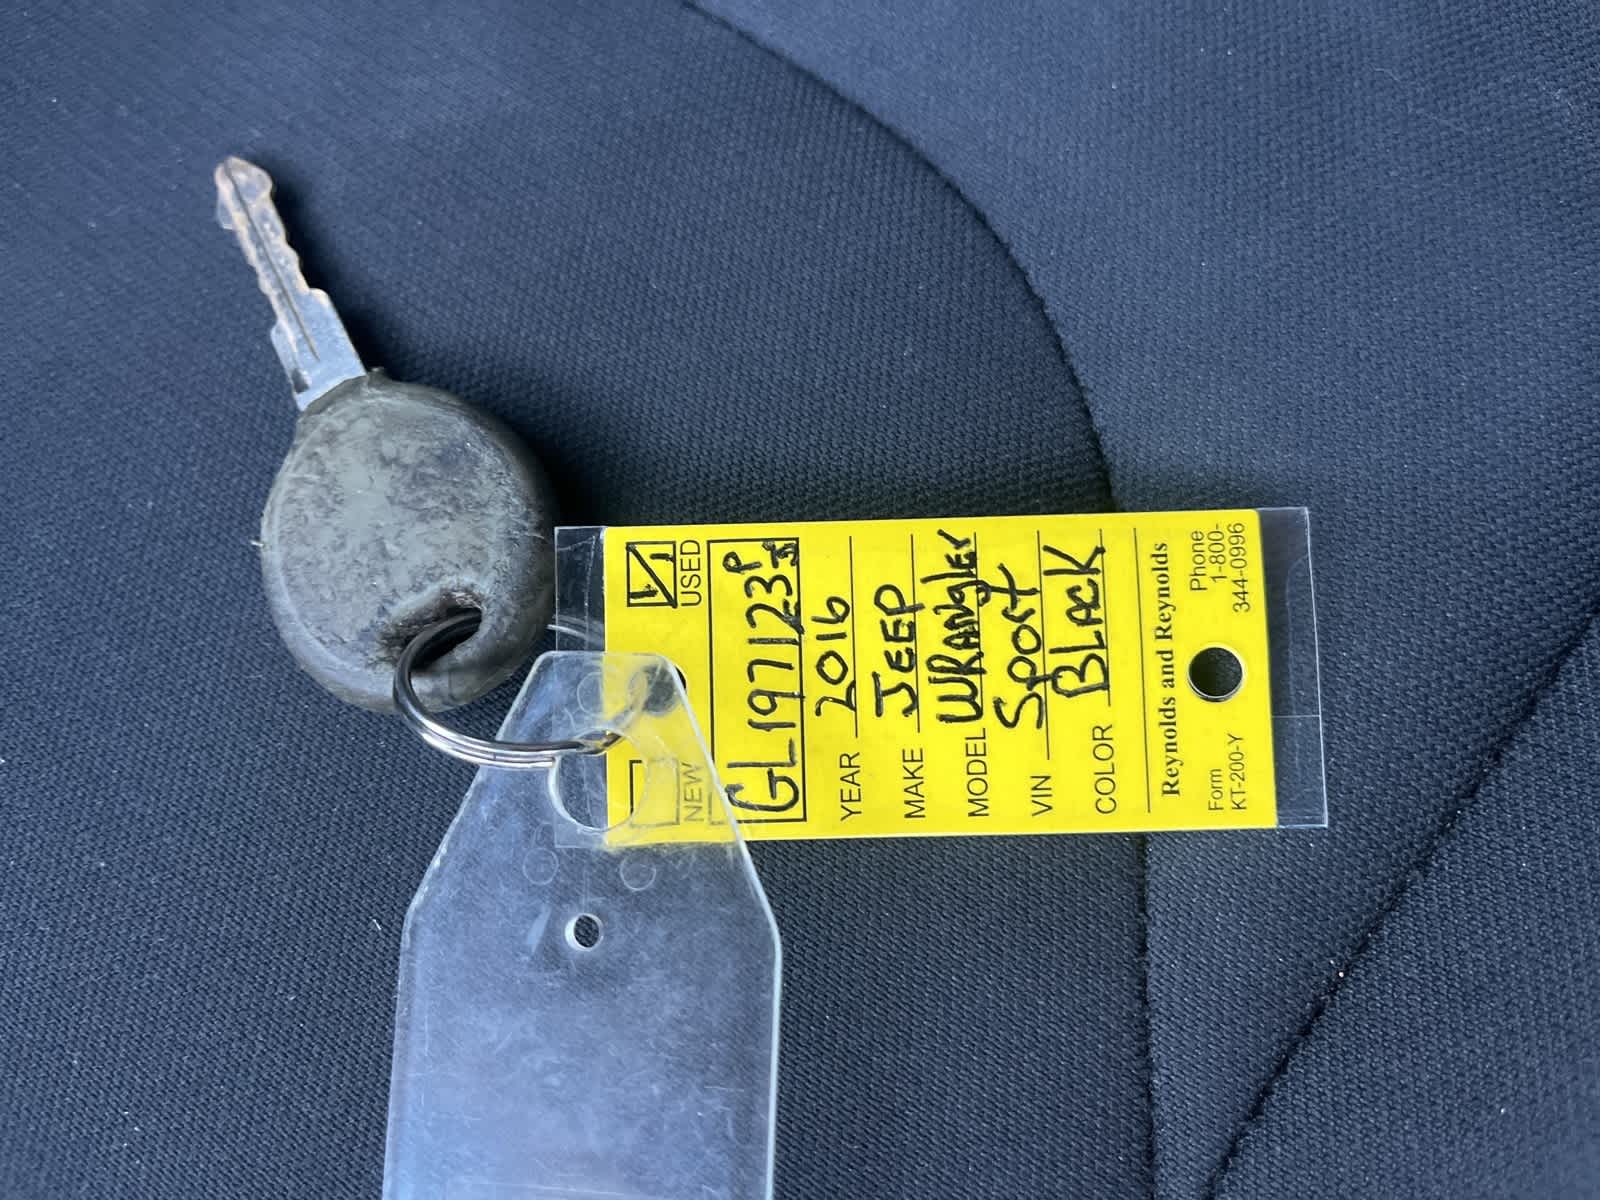 NEW USED
GL197123P
YEAR 2016
MAKE JEEP
MODEL WRANgler
VIN Sport
COLOR BLACK
Reynolds and Reynolds
Form
KT-200-Y
Phone
1-800-
344-0996